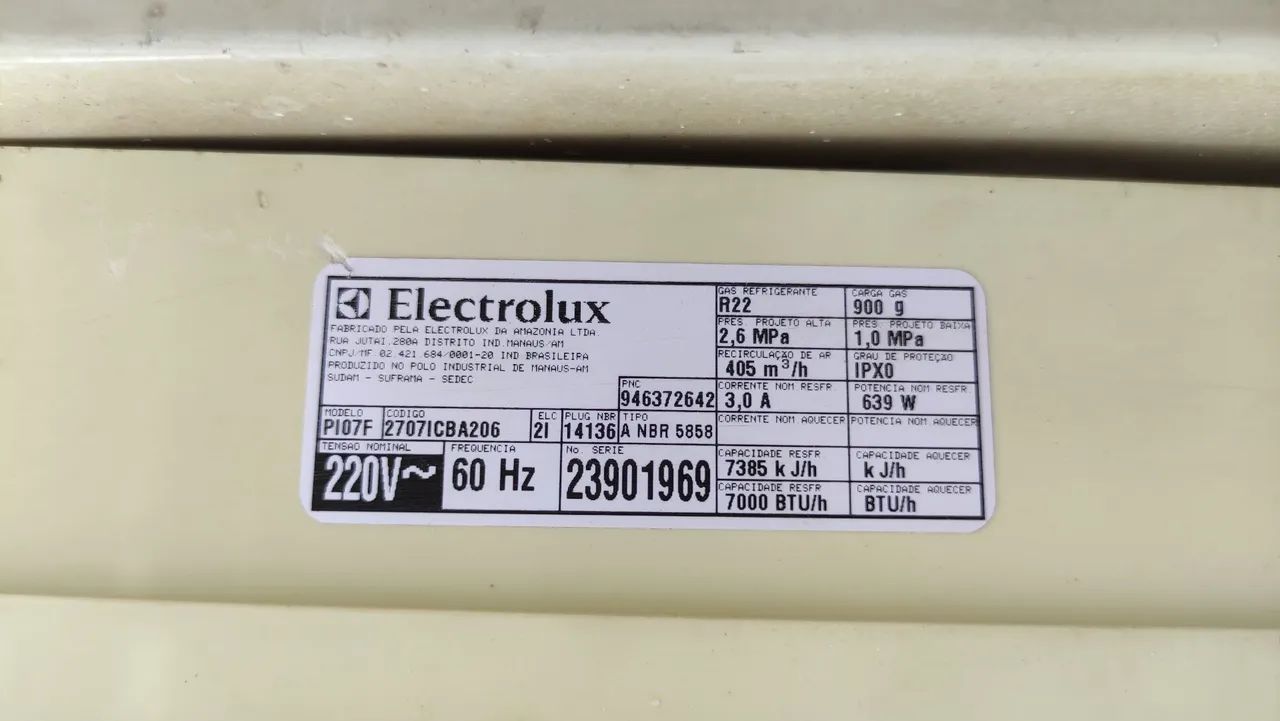 Electrolux
FABRICADO PELA ELECTROLUX DA AMAZONIA LTDA.
RUA JUTAI,280A DISTRITO IND.MANAUS/AM
CNPJ/MF 02.421.684/0001-20 IND BRASILEIRA
PRODUZIDO NO POLO INDUSTRIAL DE MANAUS-AM
SUDAM - SUFRAMA - SEDEC
PNC
946372642
MODELO
PI07F
CODIGO
2707ICBA206
ELC
2I
PLUG NBR
14136
TIPO
A NBR 5858
TENSAO NOMINAL
220V~
FREQUENCIA
60 Hz
No. SERIE
23901969
GAS REFRIGERANTE
R22
CARGA GAS
900 g
PRES. PROJETO ALTA
2,6 MPa
PRES. PROJETO BAIXA
1,0 MPa
RECIRCULAÇÃO DE AR
405 m³/h
GRAU DE PROTEÇÃO
IPX0
CORRENTE NOM RESFR.
3,0 A
POTENCIA NOM RESFR.
639 W
CORRENTE NOM AQUECER
POTENCIA NOM AQUECER
CAPACIDADE RESFR
7385 kJ/h
CAPACIDADE AQUECER
kJ/h
CAPACIDADE RESFR
7000 BTU/h
CAPACIDADE AQUECER
BTU/h